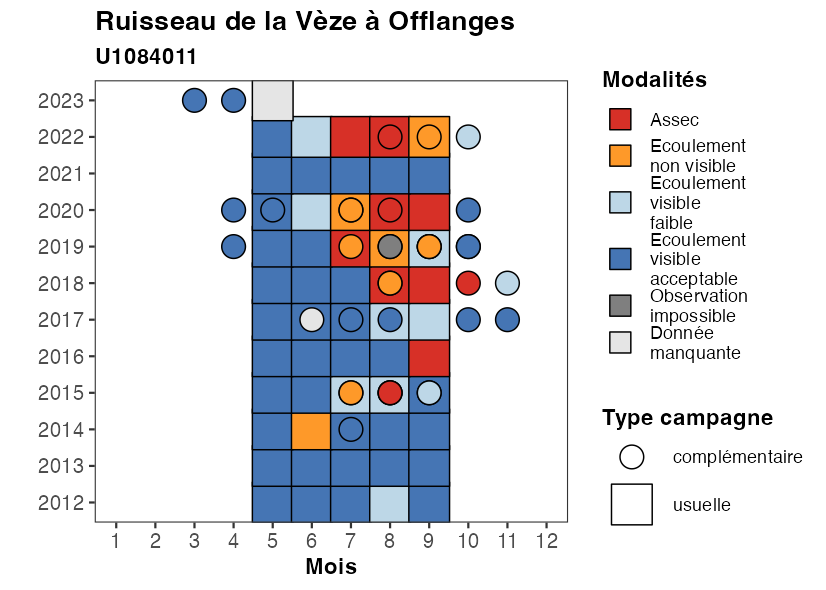 Ruisseau de la Vèze à Offlanges
U1084011
2023
2022
2021
2020
2019
2018
2017
2016
2015
2014
2013
2012
1 2 3 4 5 6 7 8 9 10 11 12
Mois
Modalités
Assec
Ecoulement
non visible
Ecoulement
visible
faible
Ecoulement
visible
acceptable
Observation
impossible
Donnée
manquante
Type campagne
complémentaire
usuelle